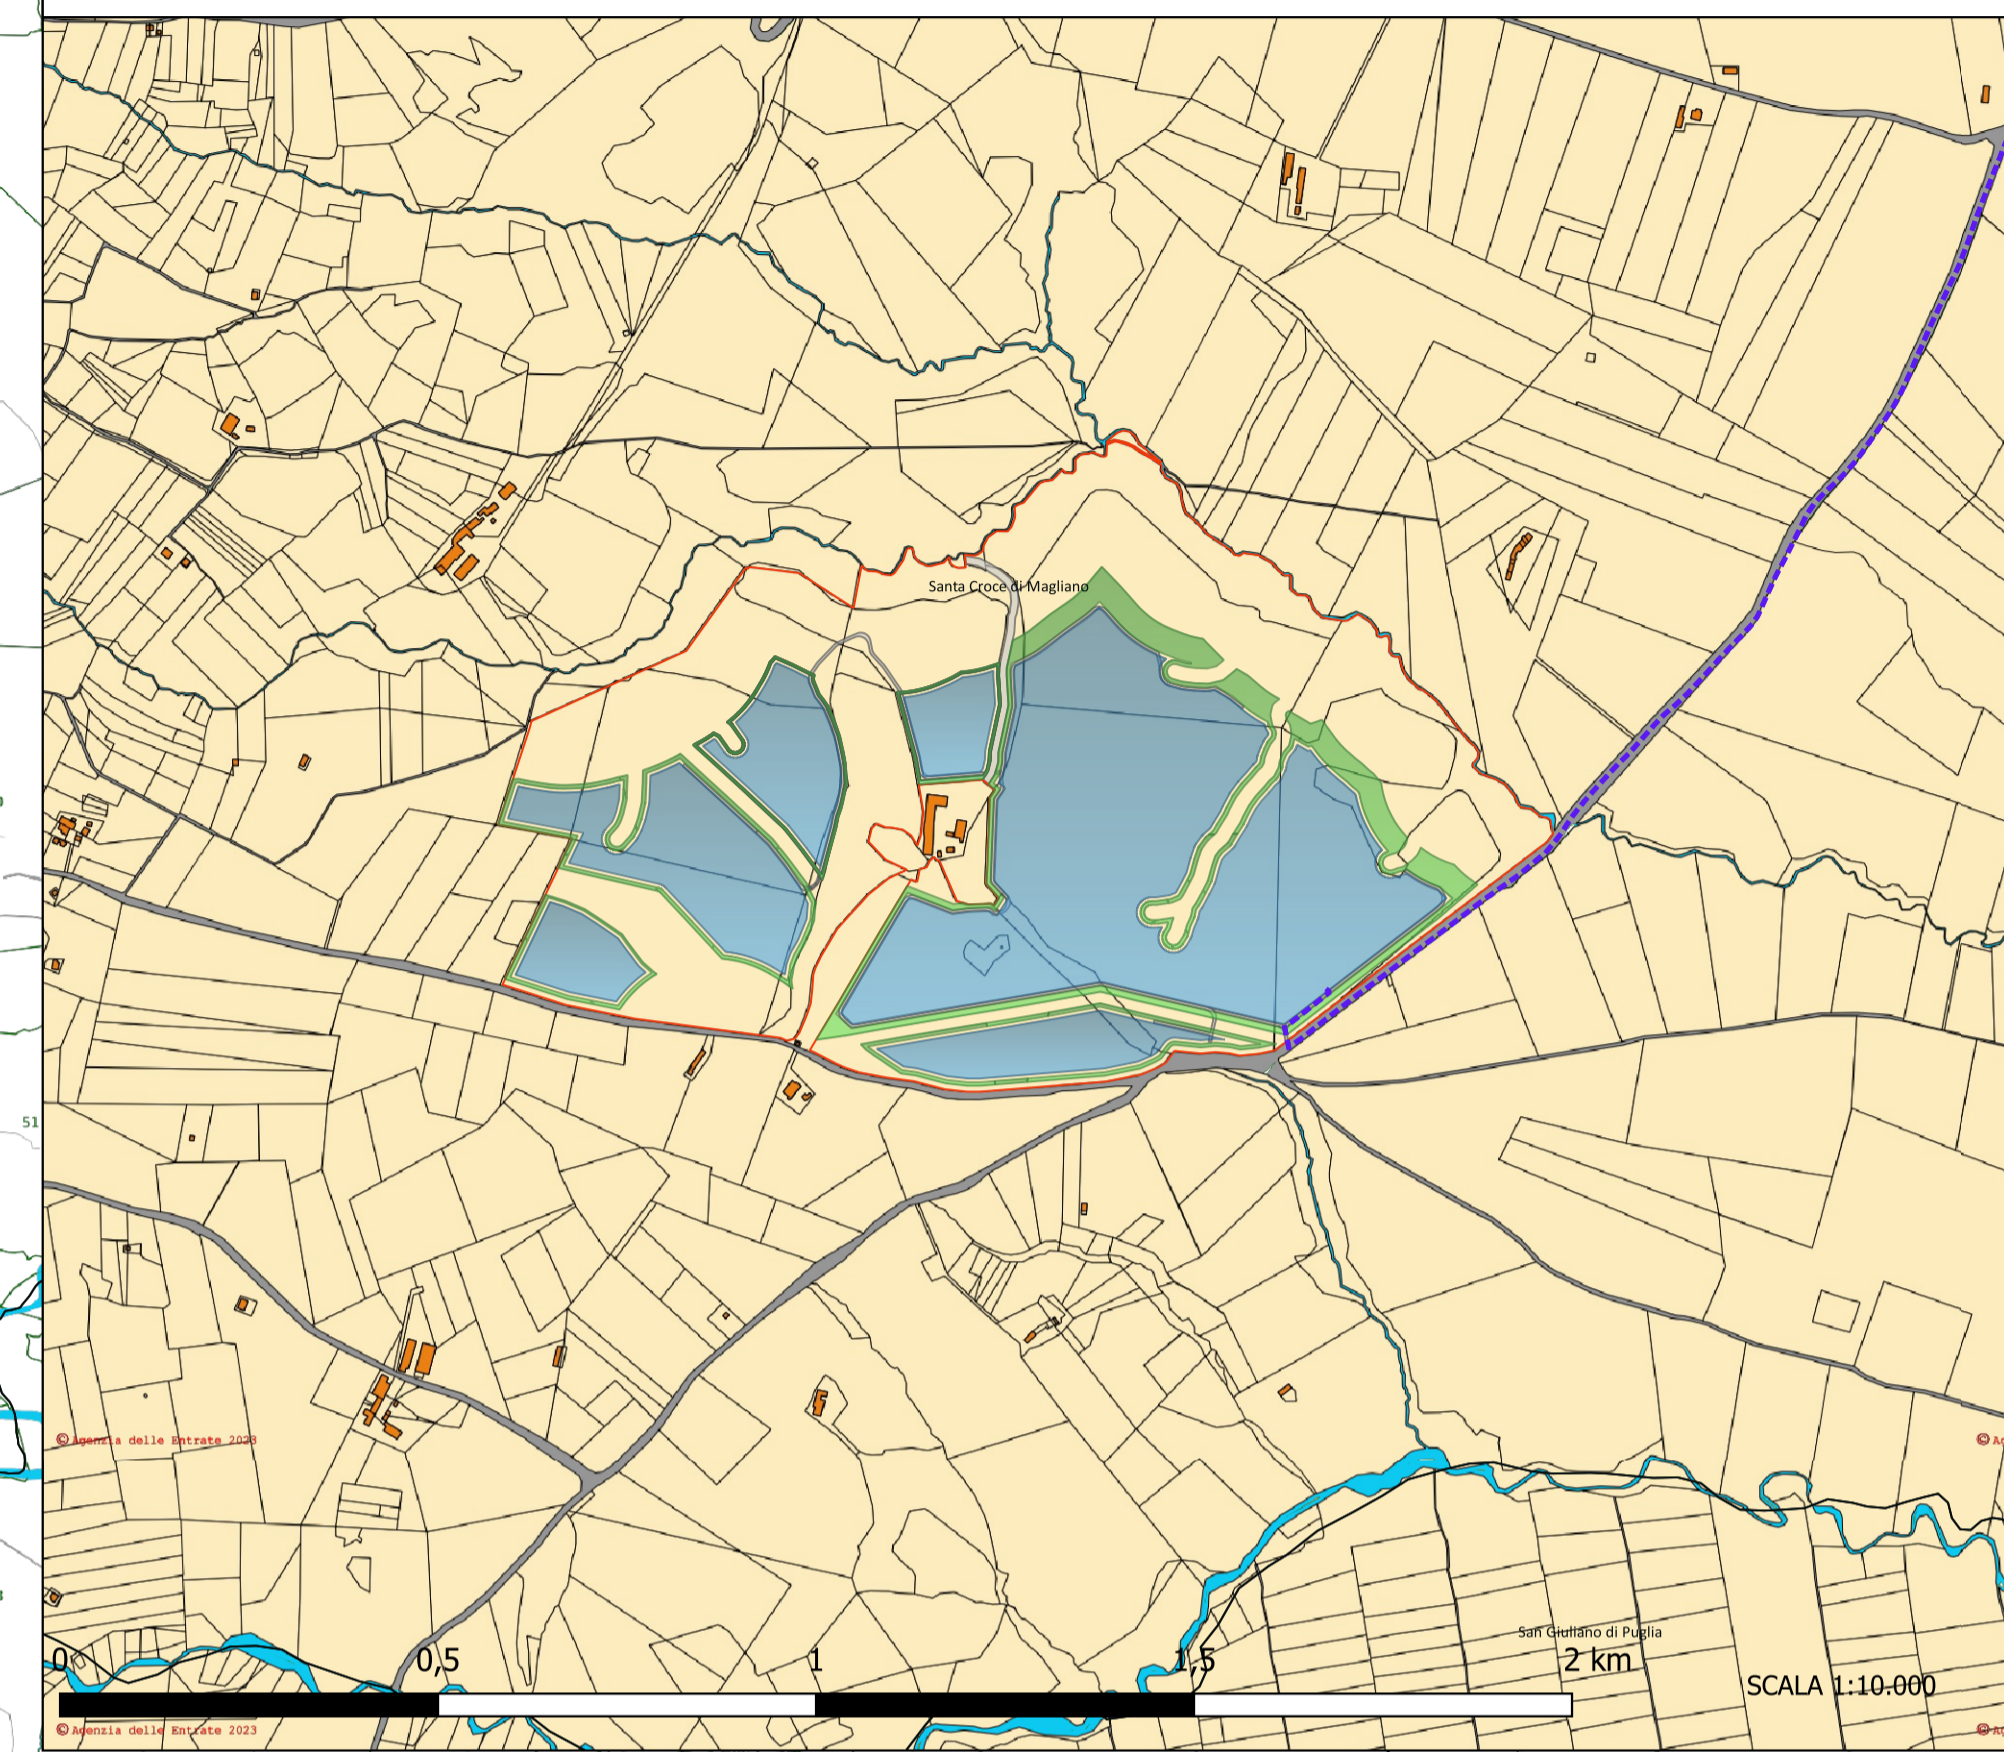 Santa Croce di Magliano
51
© Agenzia delle Entrate 2023
San Giuliano di Puglia
0 0,5 1 1,5 2 km
SCALA 1:10.000
© Agenzia delle Entrate 2023